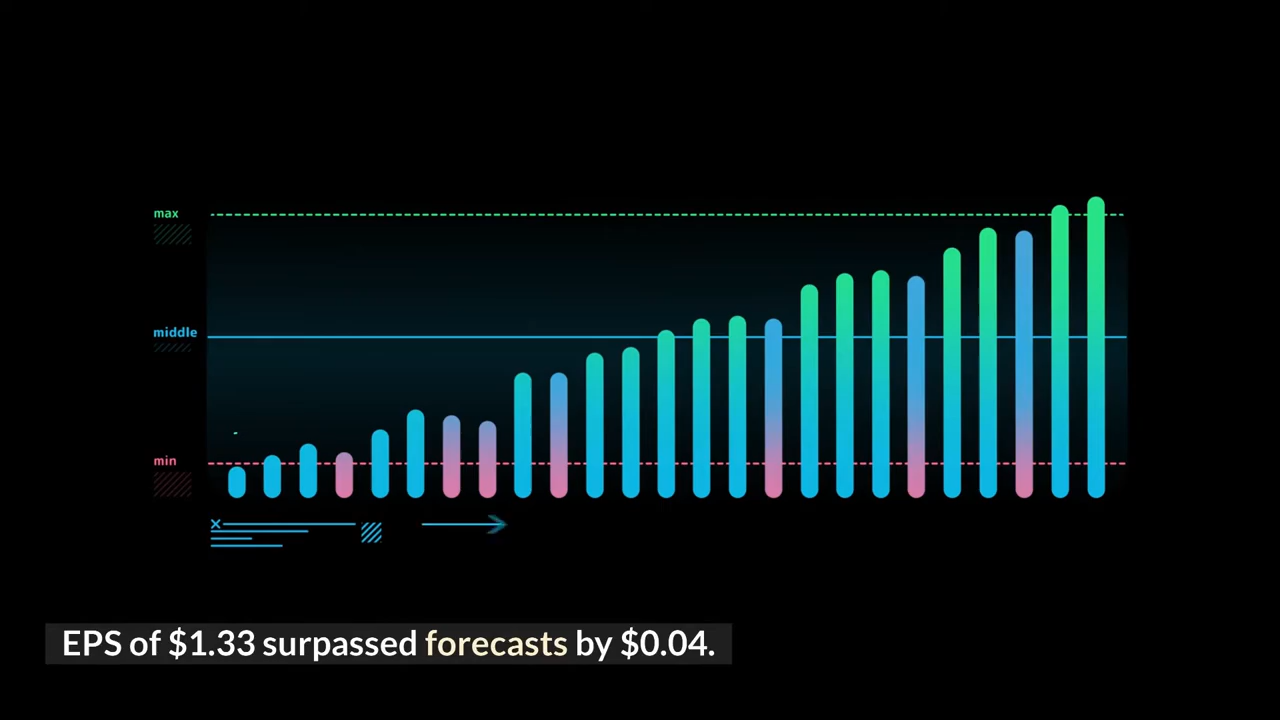 max
middle
min
EPS of $1.33 surpassed forecasts by $0.04.